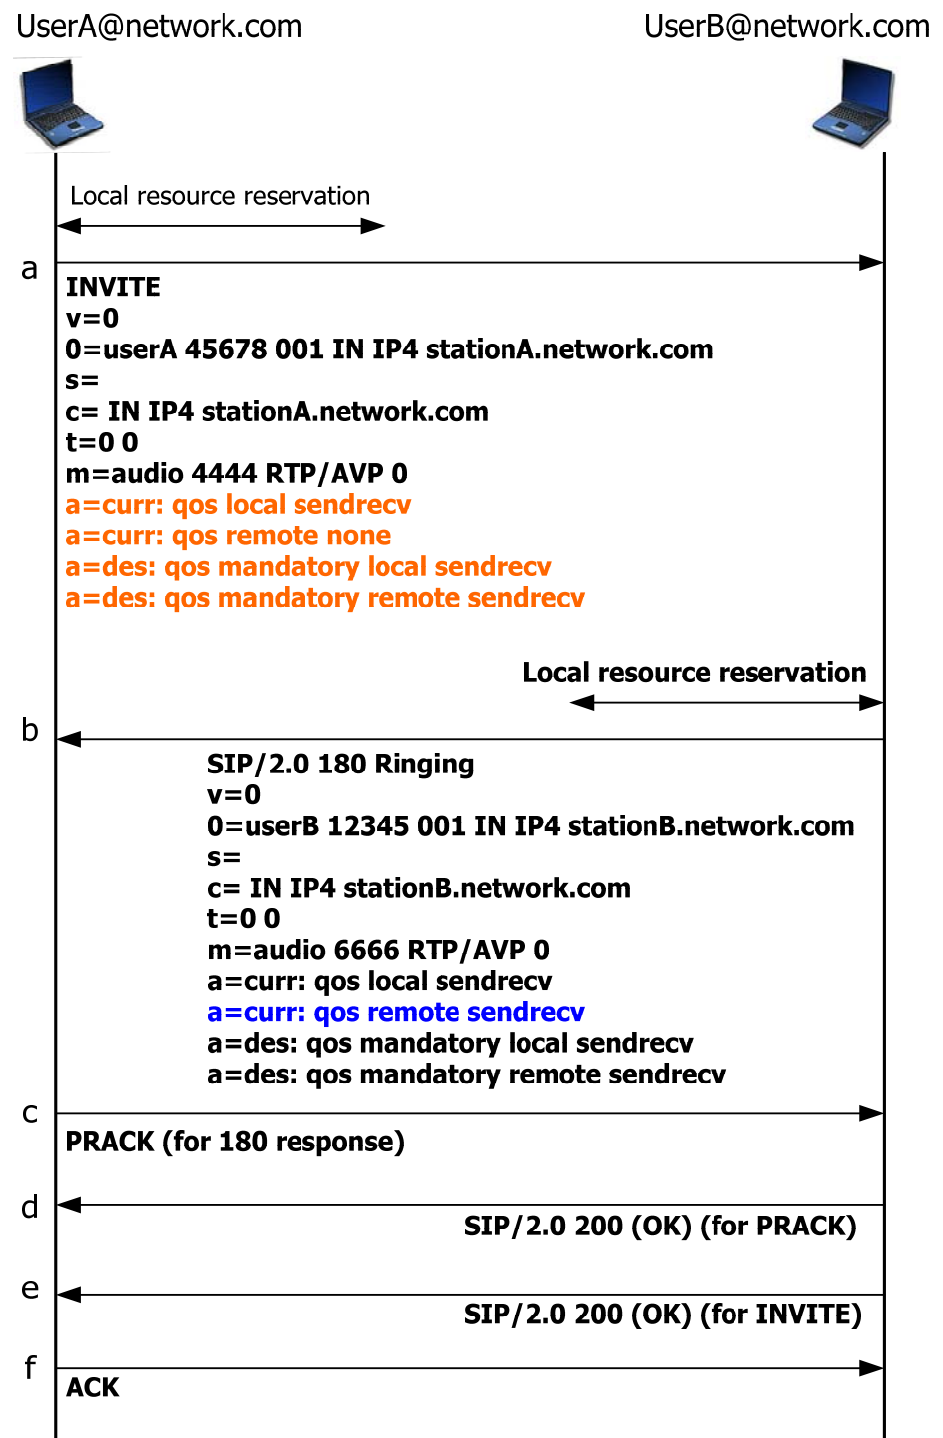 UserA@network.com
UserB@network.com
Local resource reservation
a
INVITE
v=0
0=userA 45678 001 IN IP4 stationA.network.com
s=
c= IN IP4 stationA.network.com
t=0 0
m=audio 4444 RTP/AVP 0
a=curr: qos local sendrecv
a=curr: qos remote none
a=des: qos mandatory local sendrecv
a=des: qos mandatory remote sendrecv
Local resource reservation
b
SIP/2.0 180 Ringing
v=0
0=userB 12345 001 IN IP4 stationB.network.com
s=
c= IN IP4 stationB.network.com
t=0 0
m=audio 6666 RTP/AVP 0
a=curr: qos local sendrecv
a=curr: qos remote sendrecv
a=des: qos mandatory local sendrecv
a=des: qos mandatory remote sendrecv
c
PRACK (for 180 response)
d
SIP/2.0 200 (OK) (for PRACK)
e
SIP/2.0 200 (OK) (for INVITE)
f
ACK